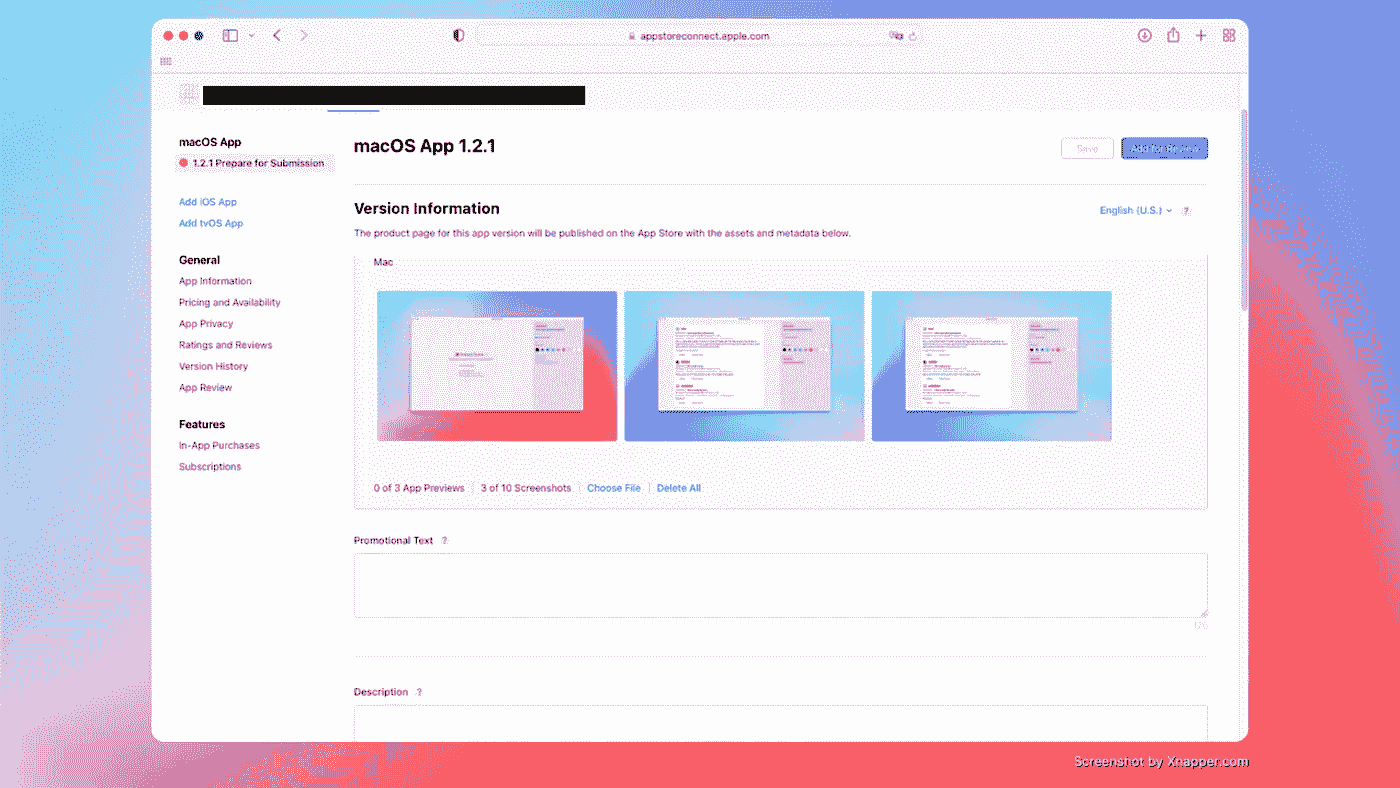 appstoreconnect.apple.com
macOS App
1.2.1 Prepare for Submission
Add iOS App
Add tvOS App
General
App Information
Pricing and Availability
App Privacy
Ratings and Reviews
Version History
App Review
Features
In-App Purchases
Subscriptions
macOS App 1.2.1
Save
Add for Review
Version Information
English (U.S.)
?
The product page for this app version will be published on the App Store with the assets and metadata below.
Mac
0 of 3 App Previews
3 of 10 Screenshots
Choose File
Delete All
Promotional Text ?
170
Description ?
Screenshot by Xnapper.com